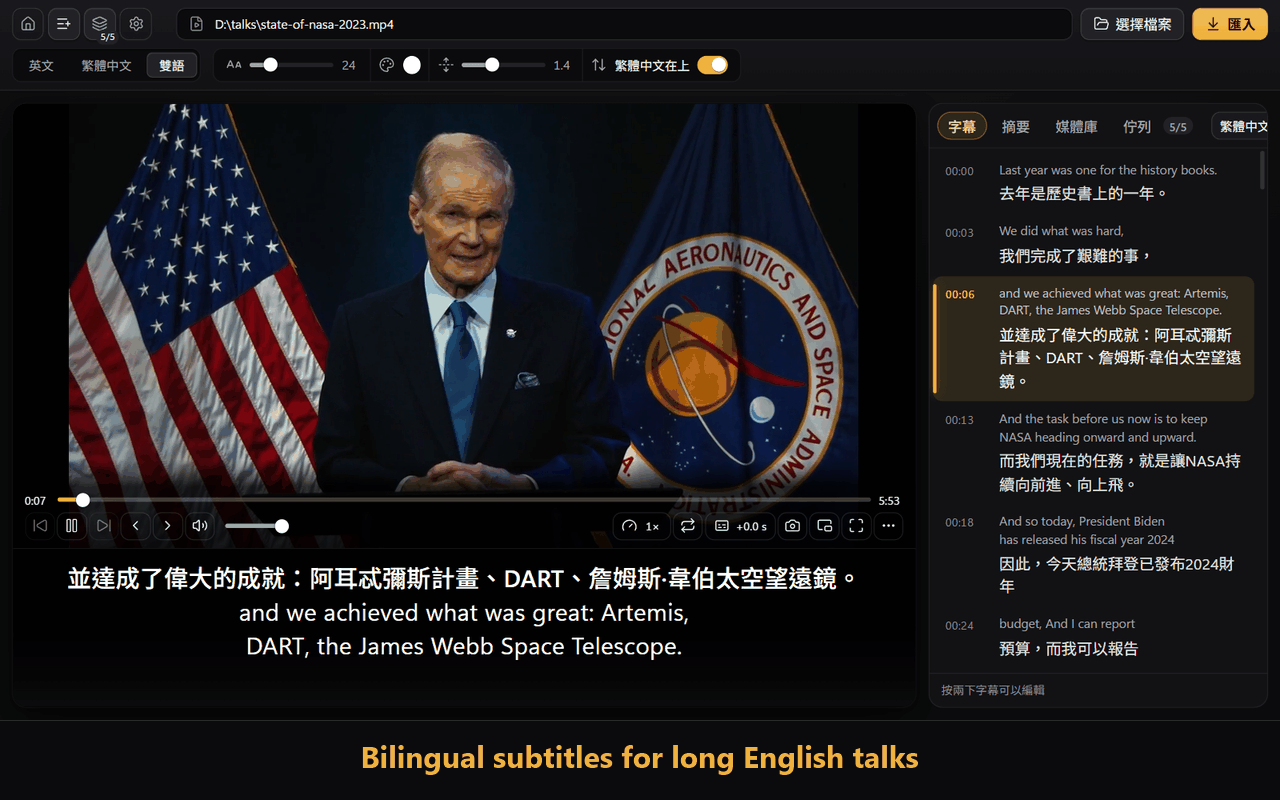 5/5
D:\talks\state-of-nasa-2023.mp4
選擇檔案
匯入
英文
繁體中文
雙語
AA
24
1.4
繁體中文在上
NATIONAL AERONAUTICS AND SPACE ADMINISTRATION
U.S.A.
0:07
5:53
1×
+0.0 s
並達成了偉大的成就：阿耳忒彌斯計畫、DART、詹姆斯·韋伯太空望遠鏡。
and we achieved what was great: Artemis,
DART, the James Webb Space Telescope.
字幕
摘要
媒體庫
佇列 5/5
繁體中文
00:00
Last year was one for the history books.
去年是歷史書上的一年。
00:03
We did what was hard,
我們完成了艱難的事，
00:06
and we achieved what was great: Artemis,
DART, the James Webb Space Telescope.
並達成了偉大的成就：阿耳忒彌斯
計畫、DART、詹姆斯·韋伯太空望遠
鏡。
00:13
And the task before us now is to keep
NASA heading onward and upward.
而我們現在的任務，就是讓NASA持
續向前進、向上飛。
00:18
And so today, President Biden
has released his fiscal year 2024
因此，今天總統拜登已發布2024財
年
00:24
budget, And I can report
預算，而我可以報告
按兩下字幕可以編輯
Bilingual subtitles for long English talks